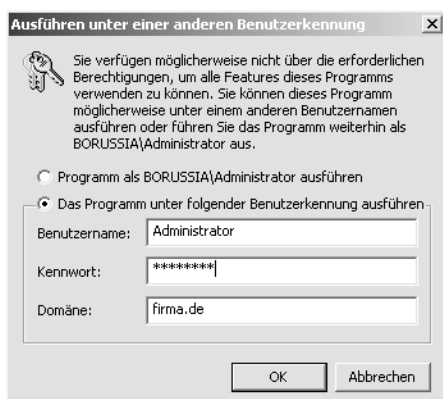 Ausführen unter einer anderen Benutzerkennung
Sie verfügen möglicherweise nicht über die erforderlichen
Berechtigungen, um alle Features dieses Programms
verwenden zu können. Sie können dieses Programm
möglicherweise unter einem anderen Benutzernamen
ausführen oder führen Sie das Programm weiterhin als
BORUSSIA\Administrator aus.
Programm als BORUSSIA\Administrator ausführen
Das Programm unter folgender Benutzerkennung ausführen
Benutzername: Administrator
Kennwort: ********
Domäne: firma.de
OK Abbrechen